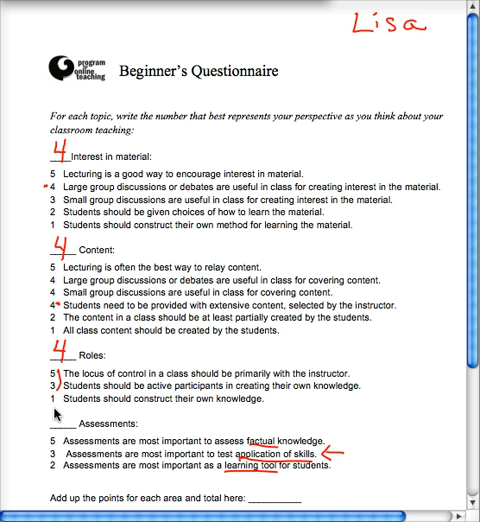 Lisa
program
for online
teaching
Beginner's Questionnaire
For each topic, write the number that best represents your perspective as you think about your
classroom teaching:
4 Interest in material:
5 Lecturing is a good way to encourage interest in material.
4 Large group discussions or debates are useful in class for creating interest in the material.
3 Small group discussions are useful in class for creating interest in the material.
2 Students should be given choices of how to learn the material.
1 Students should construct their own method for learning the material.
4 Content:
5 Lecturing is often the best way to relay content.
4 Large group discussions or debates are useful in class for covering content.
4 Small group discussions are useful in class for covering content.
4 Students need to be provided with extensive content, selected by the instructor.
2 The content in a class should be at least partially created by the students.
1 All class content should be created by the students.
4 Roles:
5 The locus of control in a class should be primarily with the instructor.
3 Students should be active participants in creating their own knowledge.
1 Students should construct their own knowledge.
_____ Assessments:
5 Assessments are most important to assess factual knowledge.
3 Assessments are most important to test application of skills.
2 Assessments are most important as a learning tool for students.
Add up the points for each area and total here: __________